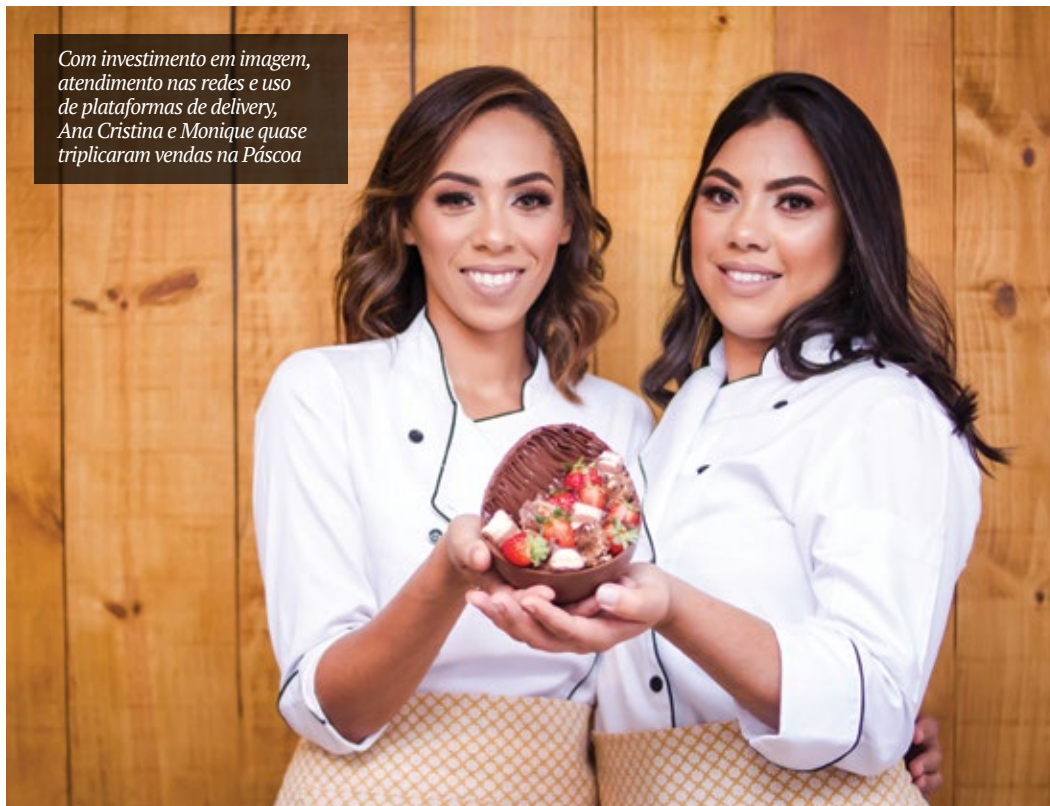 Com investimento em imagem,
atendimento nas redes e uso
de plataformas de delivery,
Ana Cristina e Monique quase
triplicaram vendas na Páscoa